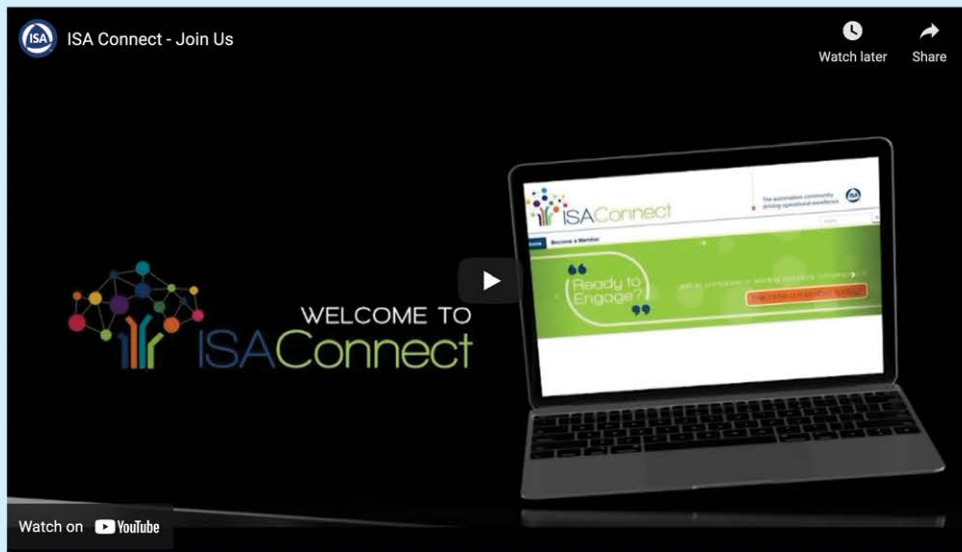 ISA
ISA Connect - Join Us
Watch later
Share
WELCOME TO
ISAConnect
ISAConnect
The automation community
driving operational excellence
ISA
Home Become a Member
Ready to
Engage?
Watch on YouTube